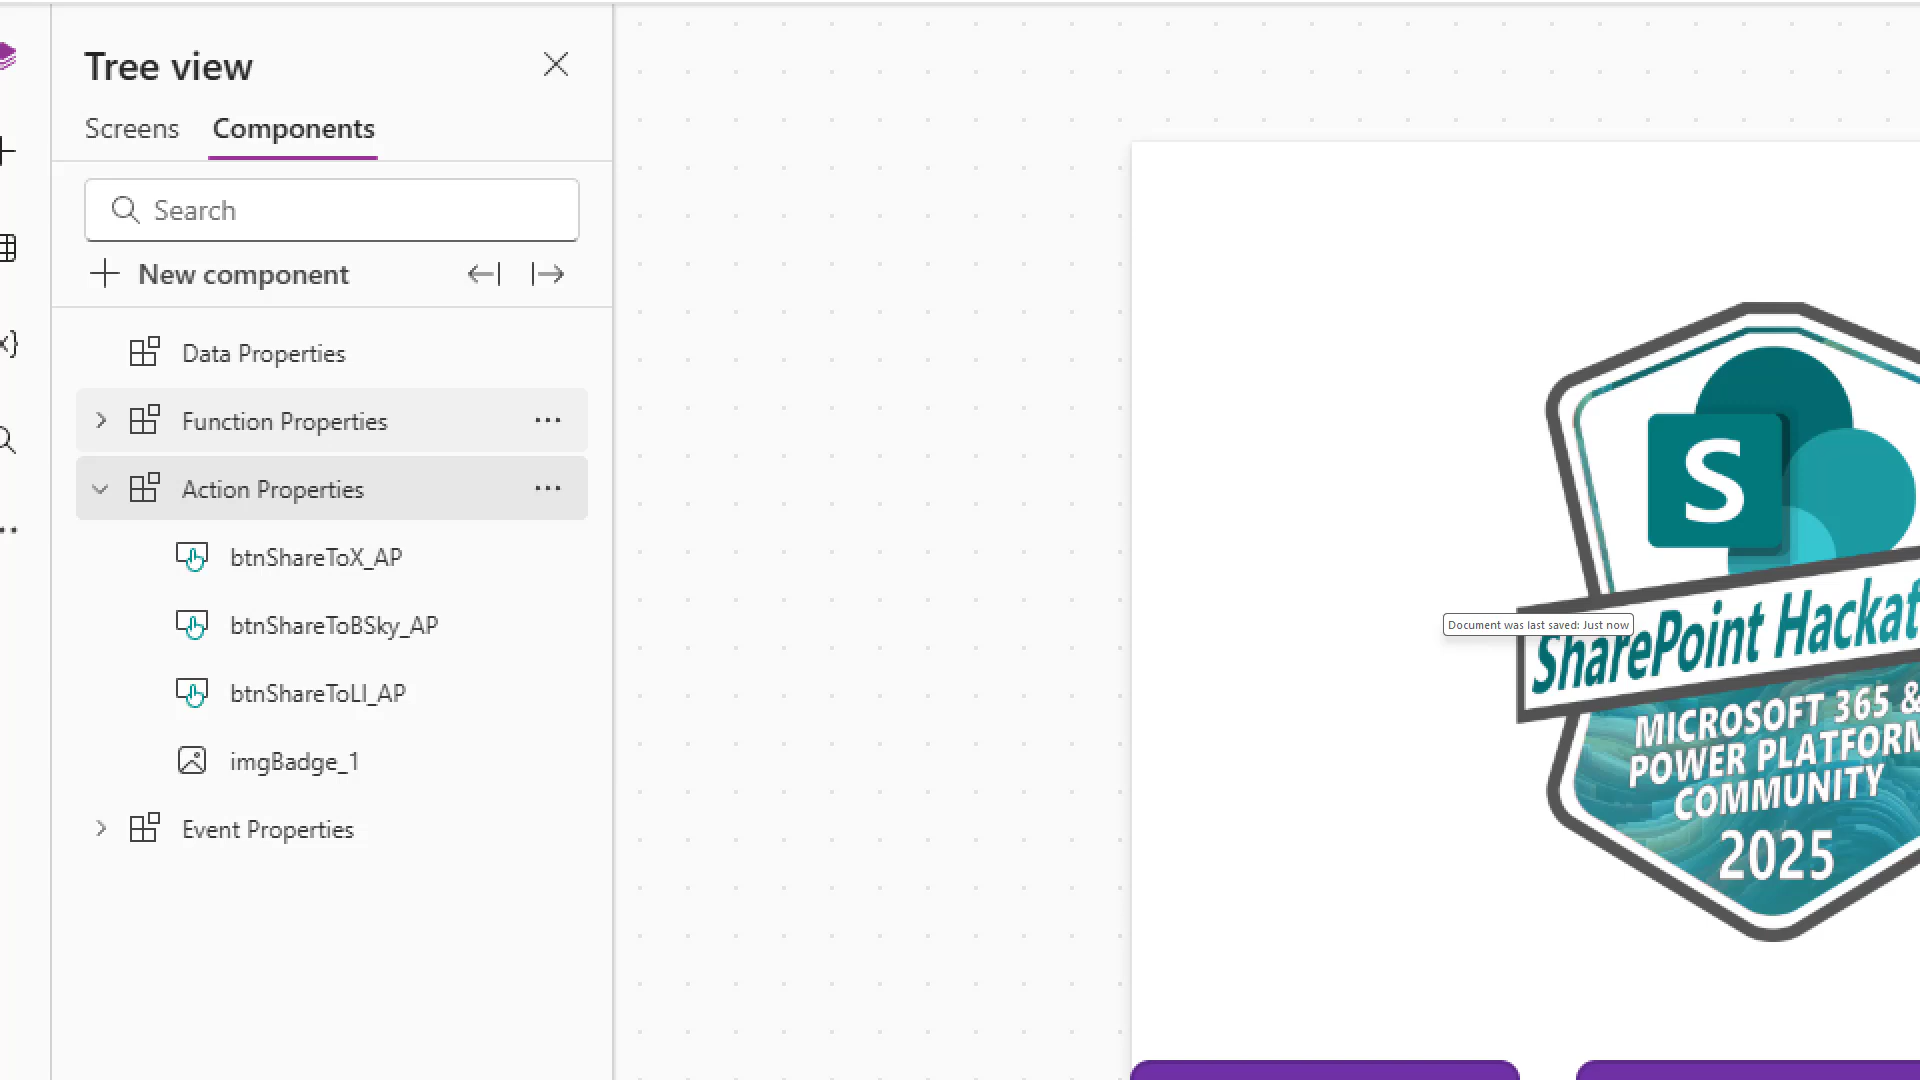 Tree view
Screens
Components
Search
New component
Data Properties
Function Properties
Action Properties
btnShareToX_AP
btnShareToBSky_AP
btnShareToLI_AP
imgBadge_1
Event Properties
S
Document was last saved: Just now
SharePoint Hackat
MICROSOFT 365 &
POWER PLATFORM
COMMUNITY
2025